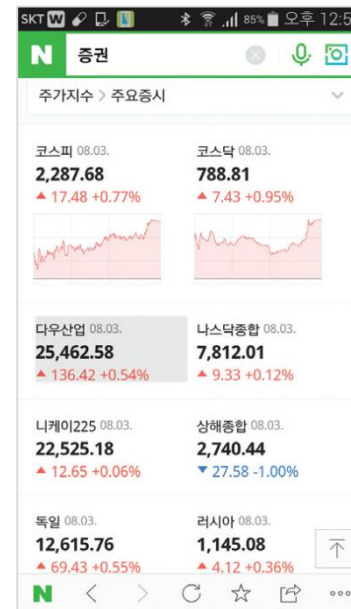 SKT 85% 오후 12:5
N 증권
주가지수 > 주요증시
코스피 08.03.
2,287.68
▲ 17.48 +0.77%
코스닥 08.03.
788.81
▲ 7.43 +0.95%
다우산업 08.03.
25,462.58
▲ 136.42 +0.54%
나스닥종합 08.03.
7,812.01
▲ 9.33 +0.12%
니케이225 08.03.
22,525.18
▲ 12.65 +0.06%
상해종합 08.03.
2,740.44
▼ 27.58 -1.00%
독일 08.03.
12,615.76
▲ 69.43 +0.55%
러시아 08.03.
1,145.08
▲ 4.12 +0.36%
N